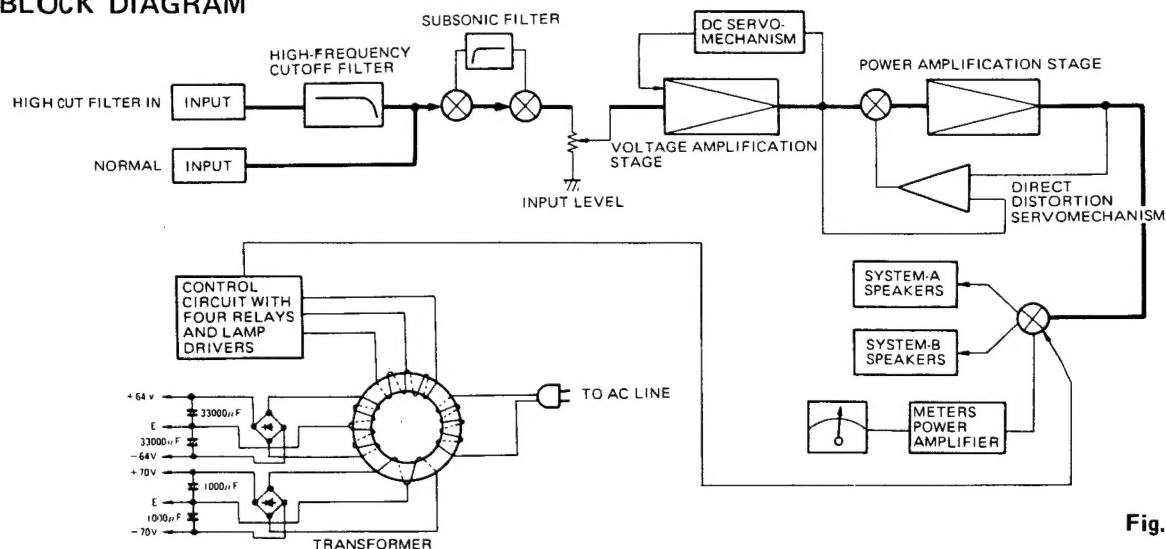 BLOCK DIAGRAM
SUBSONIC FILTER
HIGH-FREQUENCY
CUTOFF FILTER
HIGH CUT FILTER IN
INPUT
NORMAL
INPUT
INPUT LEVEL
DC SERVO-
MECHANISM
VOLTAGE AMPLIFICATION
STAGE
POWER AMPLIFICATION STAGE
DIRECT
DISTORTION
SERVOMECHANISM
SYSTEM-A
SPEAKERS
SYSTEM-B
SPEAKERS
METERS
POWER
AMPLIFIER
CONTROL
CIRCUIT WITH
FOUR RELAYS
AND LAMP
DRIVERS
TO AC LINE
+64v
33000μF
E
33000μF
-64V
+70V
1000μF
E
1000μF
-70V
TRANSFORMER
Fig.